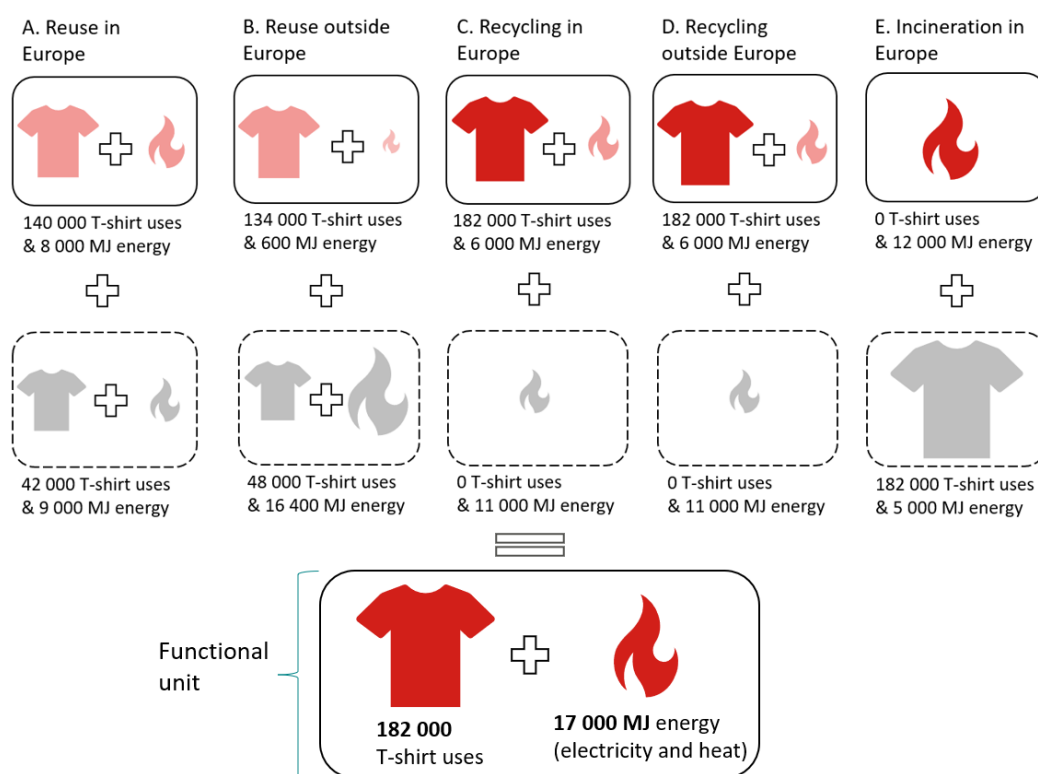 A. Reuse in
Europe
B. Reuse outside
Europe
C. Recycling in
Europe
D. Recycling
outside Europe
E. Incineration in
Europe
140 000 T-shirt uses
& 8 000 MJ energy
134 000 T-shirt uses
& 600 MJ energy
182 000 T-shirt uses
& 6 000 MJ energy
182 000 T-shirt uses
& 6 000 MJ energy
0 T-shirt uses
& 12 000 MJ energy
42 000 T-shirt uses
& 9 000 MJ energy
48 000 T-shirt uses
& 16 400 MJ energy
0 T-shirt uses
& 11 000 MJ energy
0 T-shirt uses
& 11 000 MJ energy
182 000 T-shirt uses
& 5 000 MJ energy
Functional
unit
182 000
T-shirt uses
17 000 MJ energy
(electricity and heat)